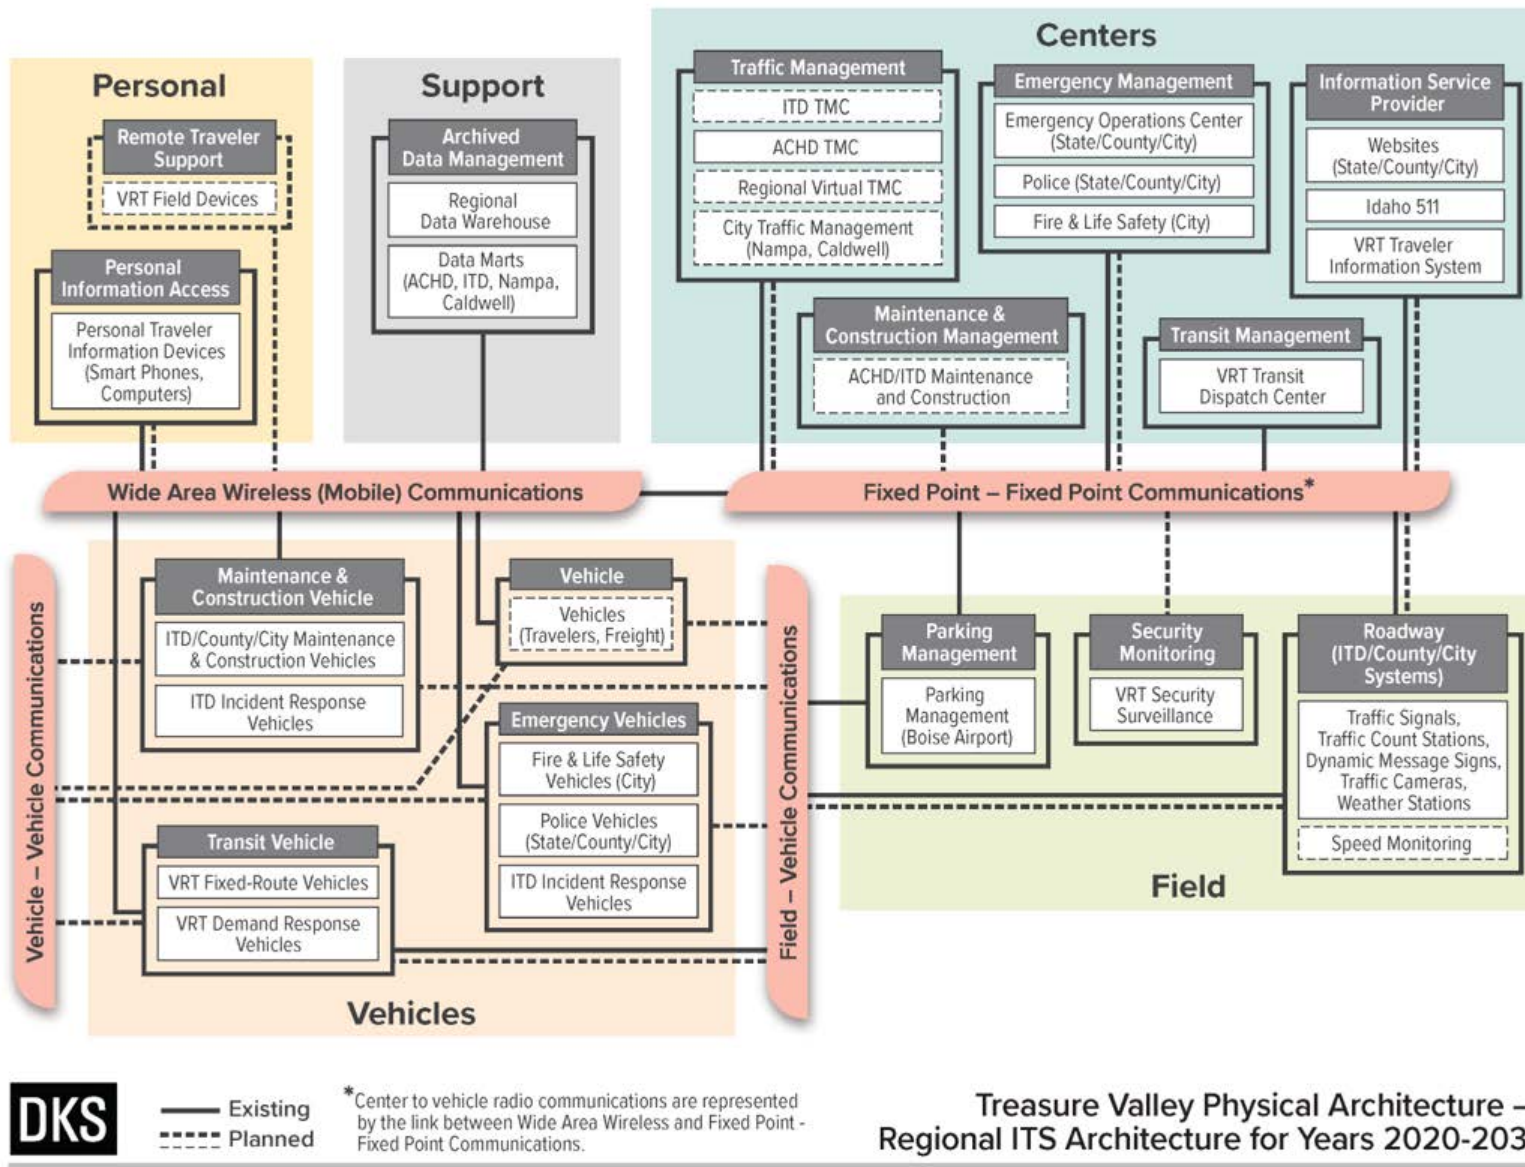 Personal
Remote Traveler
Support
VRT Field Devices
Personal
Information Access
Personal Traveler
Information Devices
(Smart Phones,
Computers)
Support
Archived
Data Management
Regional
Data Warehouse
Data Marts
(ACHD, ITD, Nampa,
Caldwell)
Centers
Traffic Management
ITD TMC
ACHD TMC
Regional Virtual TMC
City Traffic Management
(Nampa, Caldwell)
Emergency Management
Emergency Operations Center
(State/County/City)
Police (State/County/City)
Fire & Life Safety (City)
Information Service
Provider
Websites
(State/County/City)
Idaho 511
VRT Traveler
Information System
Maintenance &
Construction Management
ACHD/ITD Maintenance
and Construction
Transit Management
VRT Transit
Dispatch Center
Wide Area Wireless (Mobile) Communications
Fixed Point – Fixed Point Communications*
Vehicle – Vehicle Communications
Maintenance &
Construction Vehicle
ITD/County/City Maintenance
& Construction Vehicles
ITD Incident Response
Vehicles
Vehicle
Vehicles
(Travelers, Freight)
Emergency Vehicles
Fire & Life Safety
Vehicles (City)
Police Vehicles
(State/County/City)
ITD Incident Response
Vehicles
Transit Vehicle
VRT Fixed-Route Vehicles
VRT Demand Response
Vehicles
Vehicles
Field – Vehicle Communications
Parking
Management
Parking
Management
(Boise Airport)
Security
Monitoring
VRT Security
Surveillance
Roadway
(ITD/County/City
Systems)
Traffic Signals,
Traffic Count Stations,
Dynamic Message Signs,
Traffic Cameras,
Weather Stations
Speed Monitoring
Field
DKS
Existing
Planned
*Center to vehicle radio communications are represented
by the link between Wide Area Wireless and Fixed Point -
Fixed Point Communications.
Treasure Valley Physical Architecture –
Regional ITS Architecture for Years 2020-203